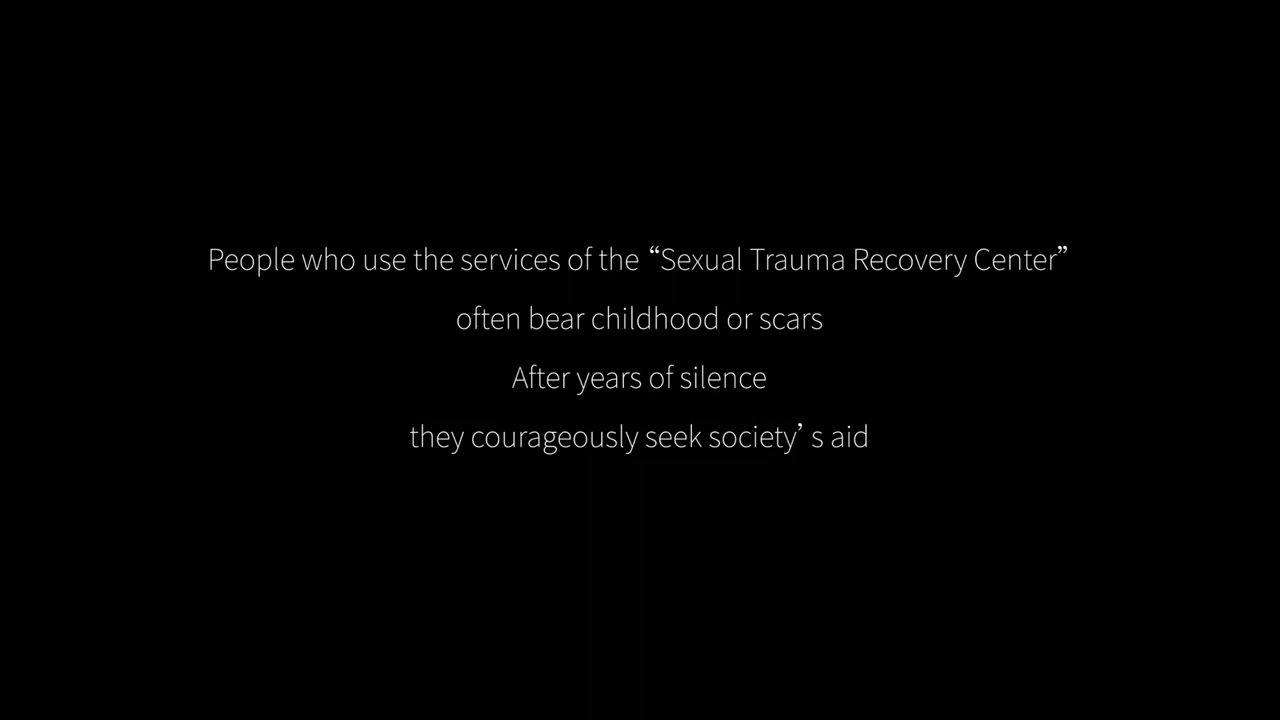 People who use the services of the “Sexual Trauma Recovery Center”
often bear childhood or scars
After years of silence
they courageously seek society’s aid